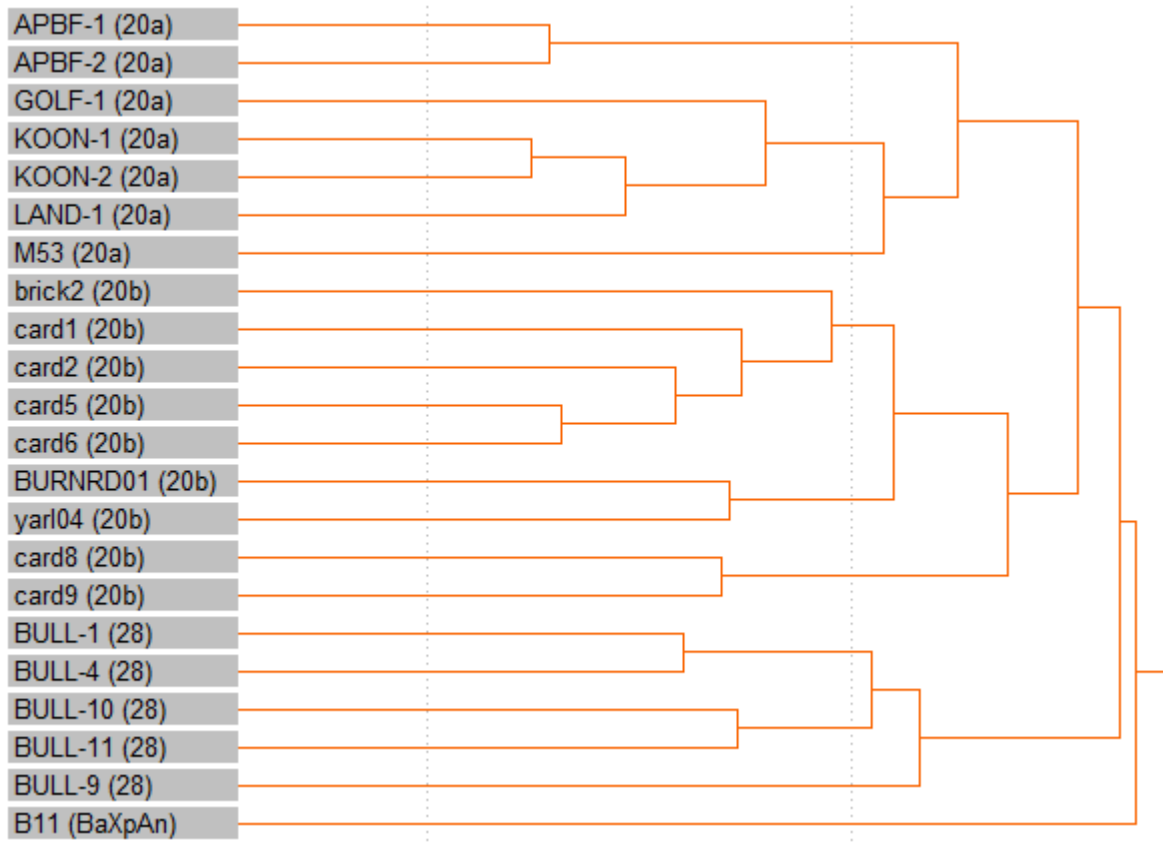 APBF-1 (20a)
APBF-2 (20a)
GOLF-1 (20a)
KOON-1 (20a)
KOON-2 (20a)
LAND-1 (20a)
M53 (20a)
brick2 (20b)
card1 (20b)
card2 (20b)
card5 (20b)
card6 (20b)
BURNRD01 (20b)
yarl04 (20b)
card8 (20b)
card9 (20b)
BULL-1 (28)
BULL-4 (28)
BULL-10 (28)
BULL-11 (28)
BULL-9 (28)
B11 (BaXpAn)